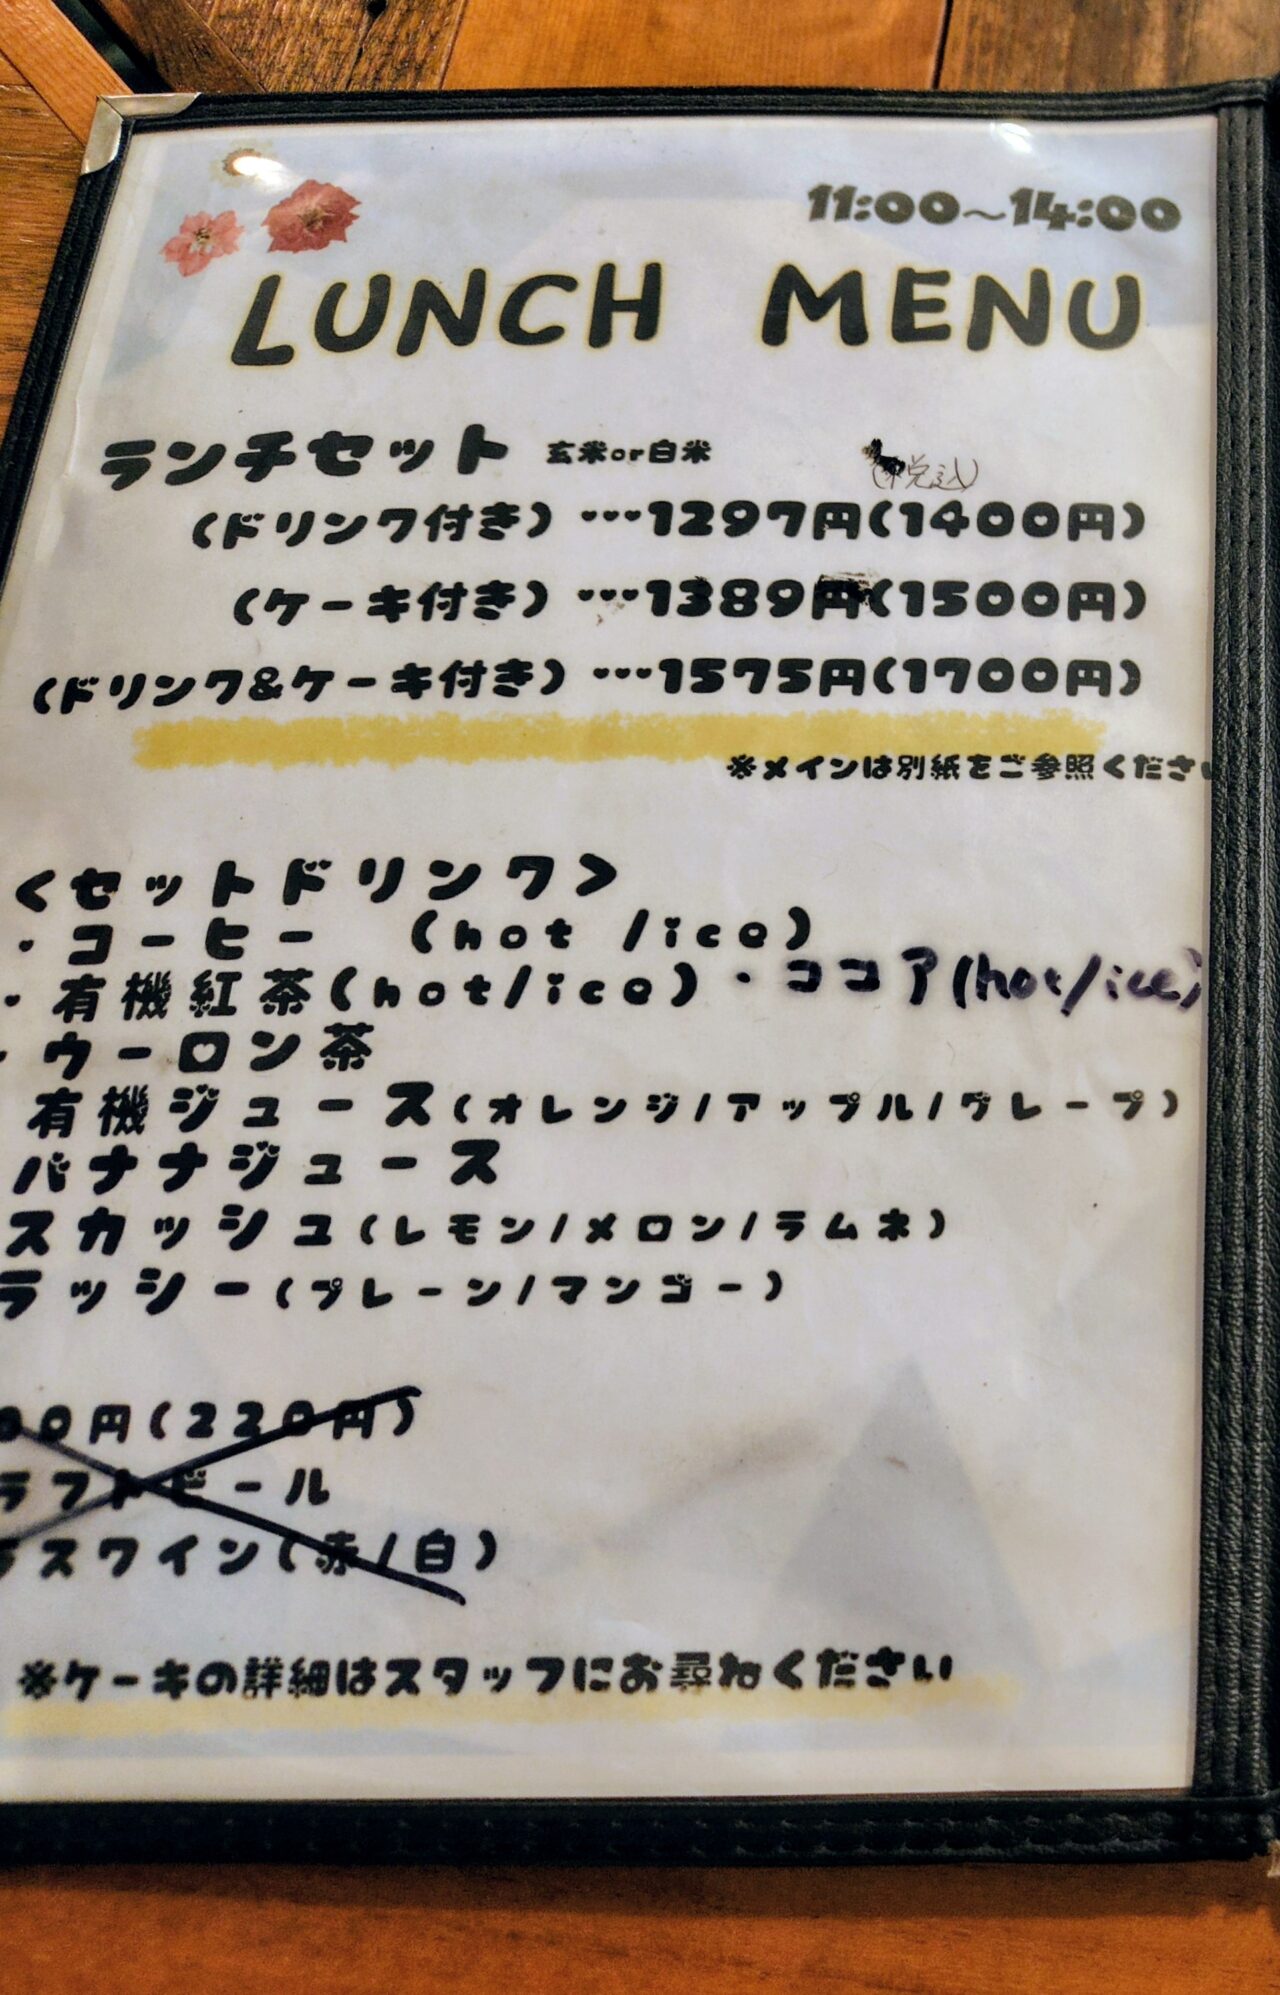 11:00~14:00
LUNCH MENU
ランチセット 玄米or白米 (税込)
(ドリンク付き) …1297円(1400円)
(ケーキ付き) …1389円(1500円)
(ドリンク&ケーキ付き) …1575円(1700円)
※メインは別紙をご参照くださ
<セットドリンク>
・コーヒー (hot /ice)
・有機紅茶(hot/ice) ・ココア(hot/ice)
・ウーロン茶
有機ジュース(オレンジ/アップル/グレープ)
バナナジュース
スカッシュ(レモン/メロン/ラムネ)
ラッシー(プレーン/マンゴー)
00円(220円)
ラフトビール
ラスワイン(赤/白)
※ケーキの詳細はスタッフにお尋ねください